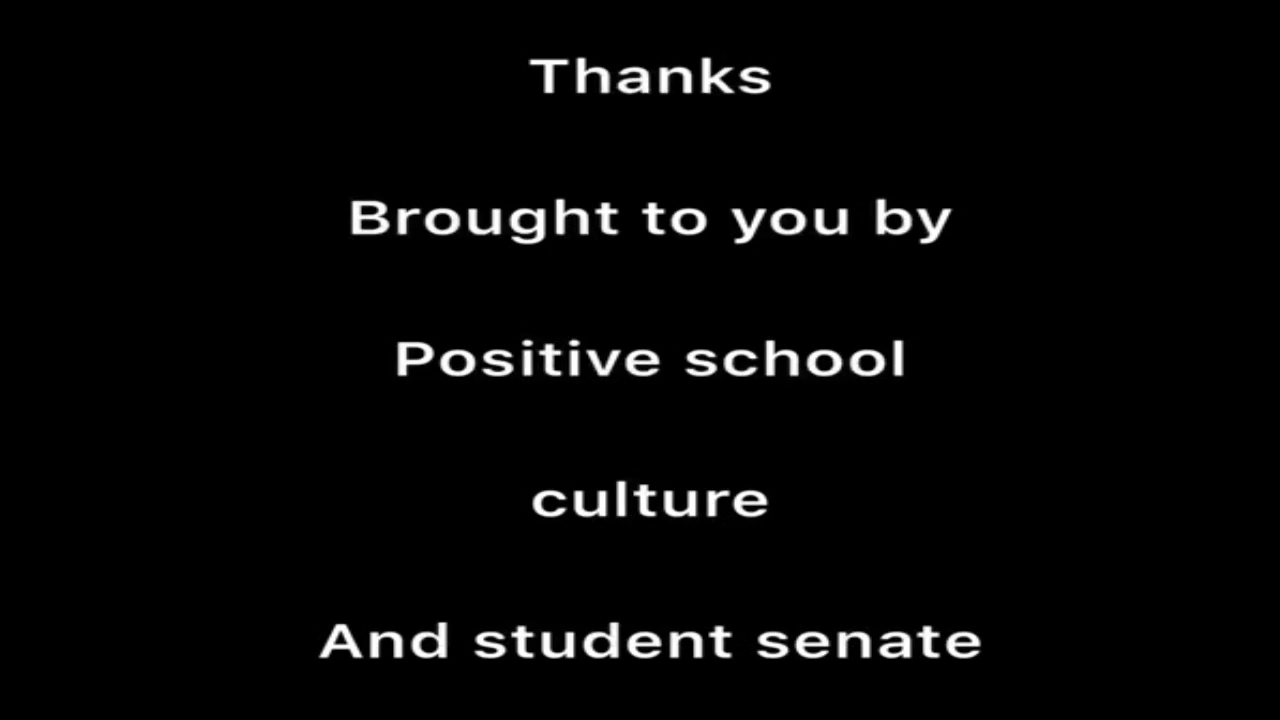 Thanks
Brought to you by
Positive school
culture
And student senate